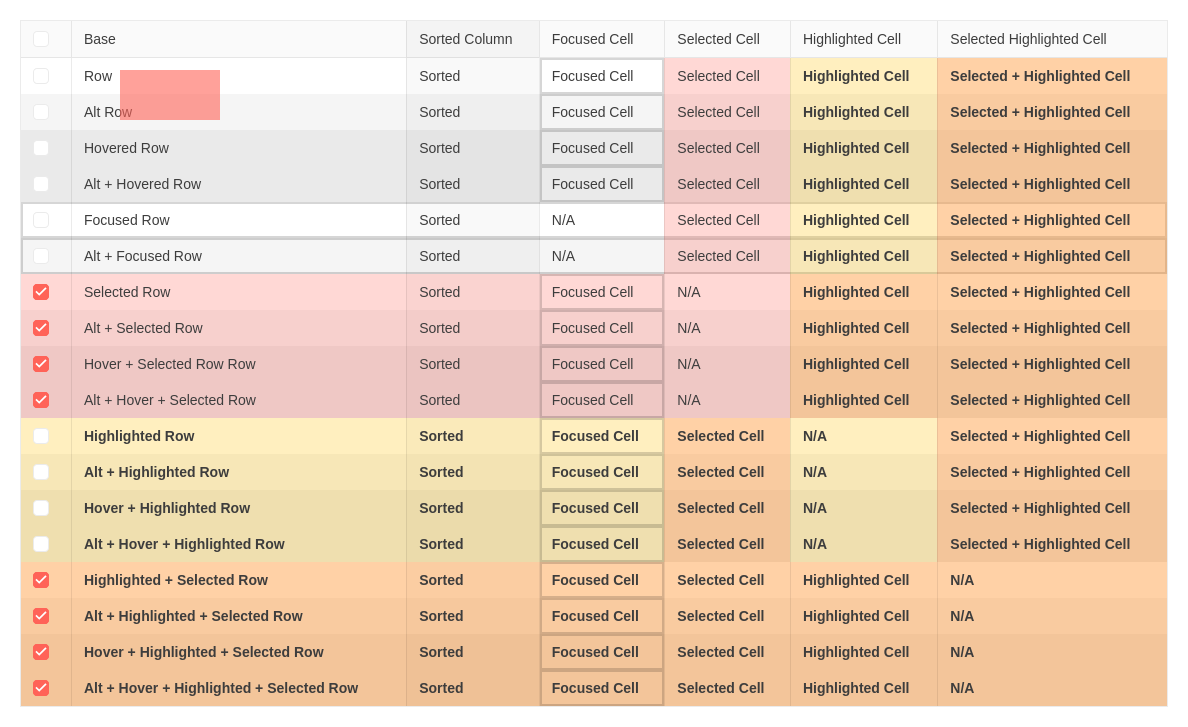 Base Sorted Column Focused Cell Selected Cell Highlighted Cell Selected Highlighted Cell
Row Sorted Focused Cell Selected Cell Highlighted Cell Selected + Highlighted Cell
Alt Row Sorted Focused Cell Selected Cell Highlighted Cell Selected + Highlighted Cell
Hovered Row Sorted Focused Cell Selected Cell Highlighted Cell Selected + Highlighted Cell
Alt + Hovered Row Sorted Focused Cell Selected Cell Highlighted Cell Selected + Highlighted Cell
Focused Row Sorted N/A Selected Cell Highlighted Cell Selected + Highlighted Cell
Alt + Focused Row Sorted N/A Selected Cell Highlighted Cell Selected + Highlighted Cell
Selected Row Sorted Focused Cell N/A Highlighted Cell Selected + Highlighted Cell
Alt + Selected Row Sorted Focused Cell N/A Highlighted Cell Selected + Highlighted Cell
Hover + Selected Row Row Sorted Focused Cell N/A Highlighted Cell Selected + Highlighted Cell
Alt + Hover + Selected Row Sorted Focused Cell N/A Highlighted Cell Selected + Highlighted Cell
Highlighted Row Sorted Focused Cell Selected Cell N/A Selected + Highlighted Cell
Alt + Highlighted Row Sorted Focused Cell Selected Cell N/A Selected + Highlighted Cell
Hover + Highlighted Row Sorted Focused Cell Selected Cell N/A Selected + Highlighted Cell
Alt + Hover + Highlighted Row Sorted Focused Cell Selected Cell N/A Selected + Highlighted Cell
Highlighted + Selected Row Sorted Focused Cell Selected Cell Highlighted Cell N/A
Alt + Highlighted + Selected Row Sorted Focused Cell Selected Cell Highlighted Cell N/A
Hover + Highlighted + Selected Row Sorted Focused Cell Selected Cell Highlighted Cell N/A
Alt + Hover + Highlighted + Selected Row Sorted Focused Cell Selected Cell Highlighted Cell N/A